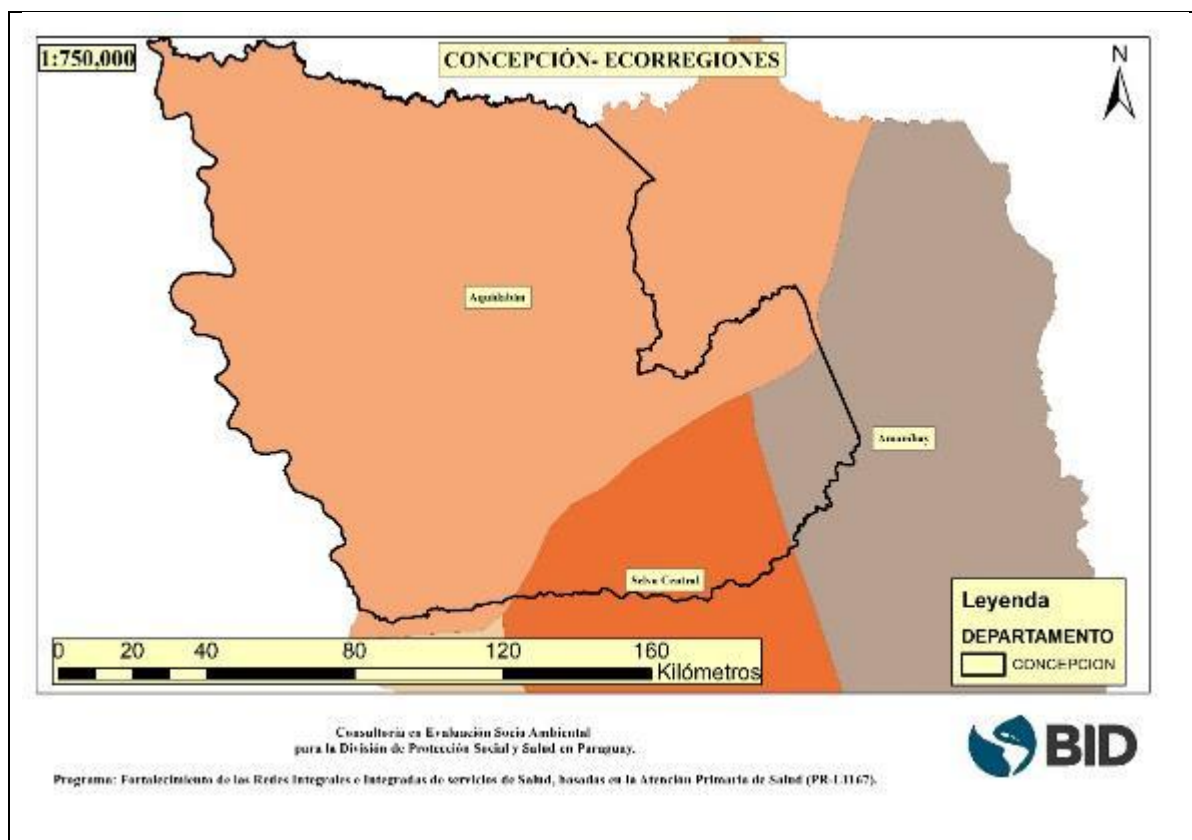 1:750,000
CONCEPCIÓN- ECORREGIONES
N
Aquidabán
Amambay
Selva Central
Leyenda
DEPARTAMENTO
CONCEPCION
0 20 40 80 120 160
Kilómetros
Consultoría en Evaluación Socio Ambiental
para la División de Protección Social y Salud en Paraguay.
Programa: Fortalecimiento de las Redes Integrales e Integradas de servicios de Salud, basadas en la Atención Primaria de Salud (PR-L1167).
BID